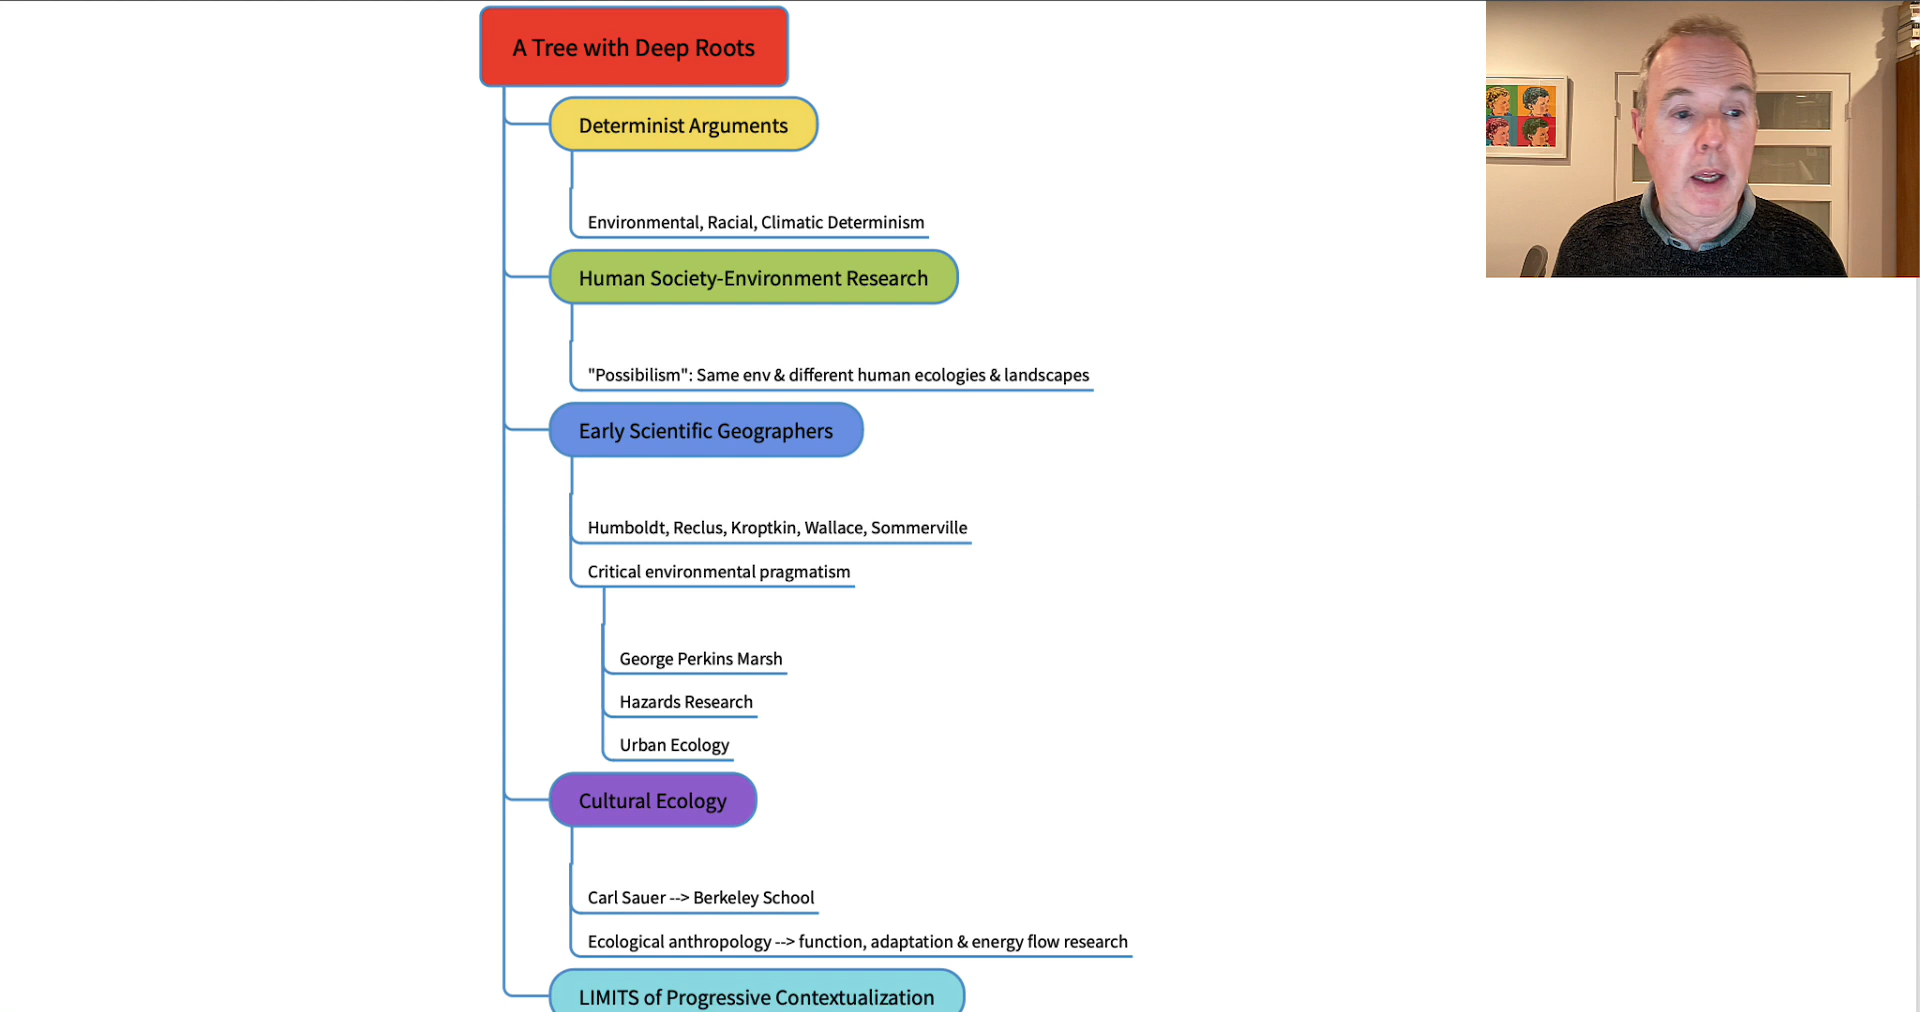 A Tree with Deep Roots
Determinist Arguments
Environmental, Racial, Climatic Determinism
Human Society-Environment Research
"Possibilism": Same env & different human ecologies & landscapes
Early Scientific Geographers
Humboldt, Reclus, Kroptkin, Wallace, Sommerville
Critical environmental pragmatism
George Perkins Marsh
Hazards Research
Urban Ecology
Cultural Ecology
Carl Sauer --> Berkeley School
Ecological anthropology --> function, adaptation & energy flow research
LIMITS of Progressive Contextualization